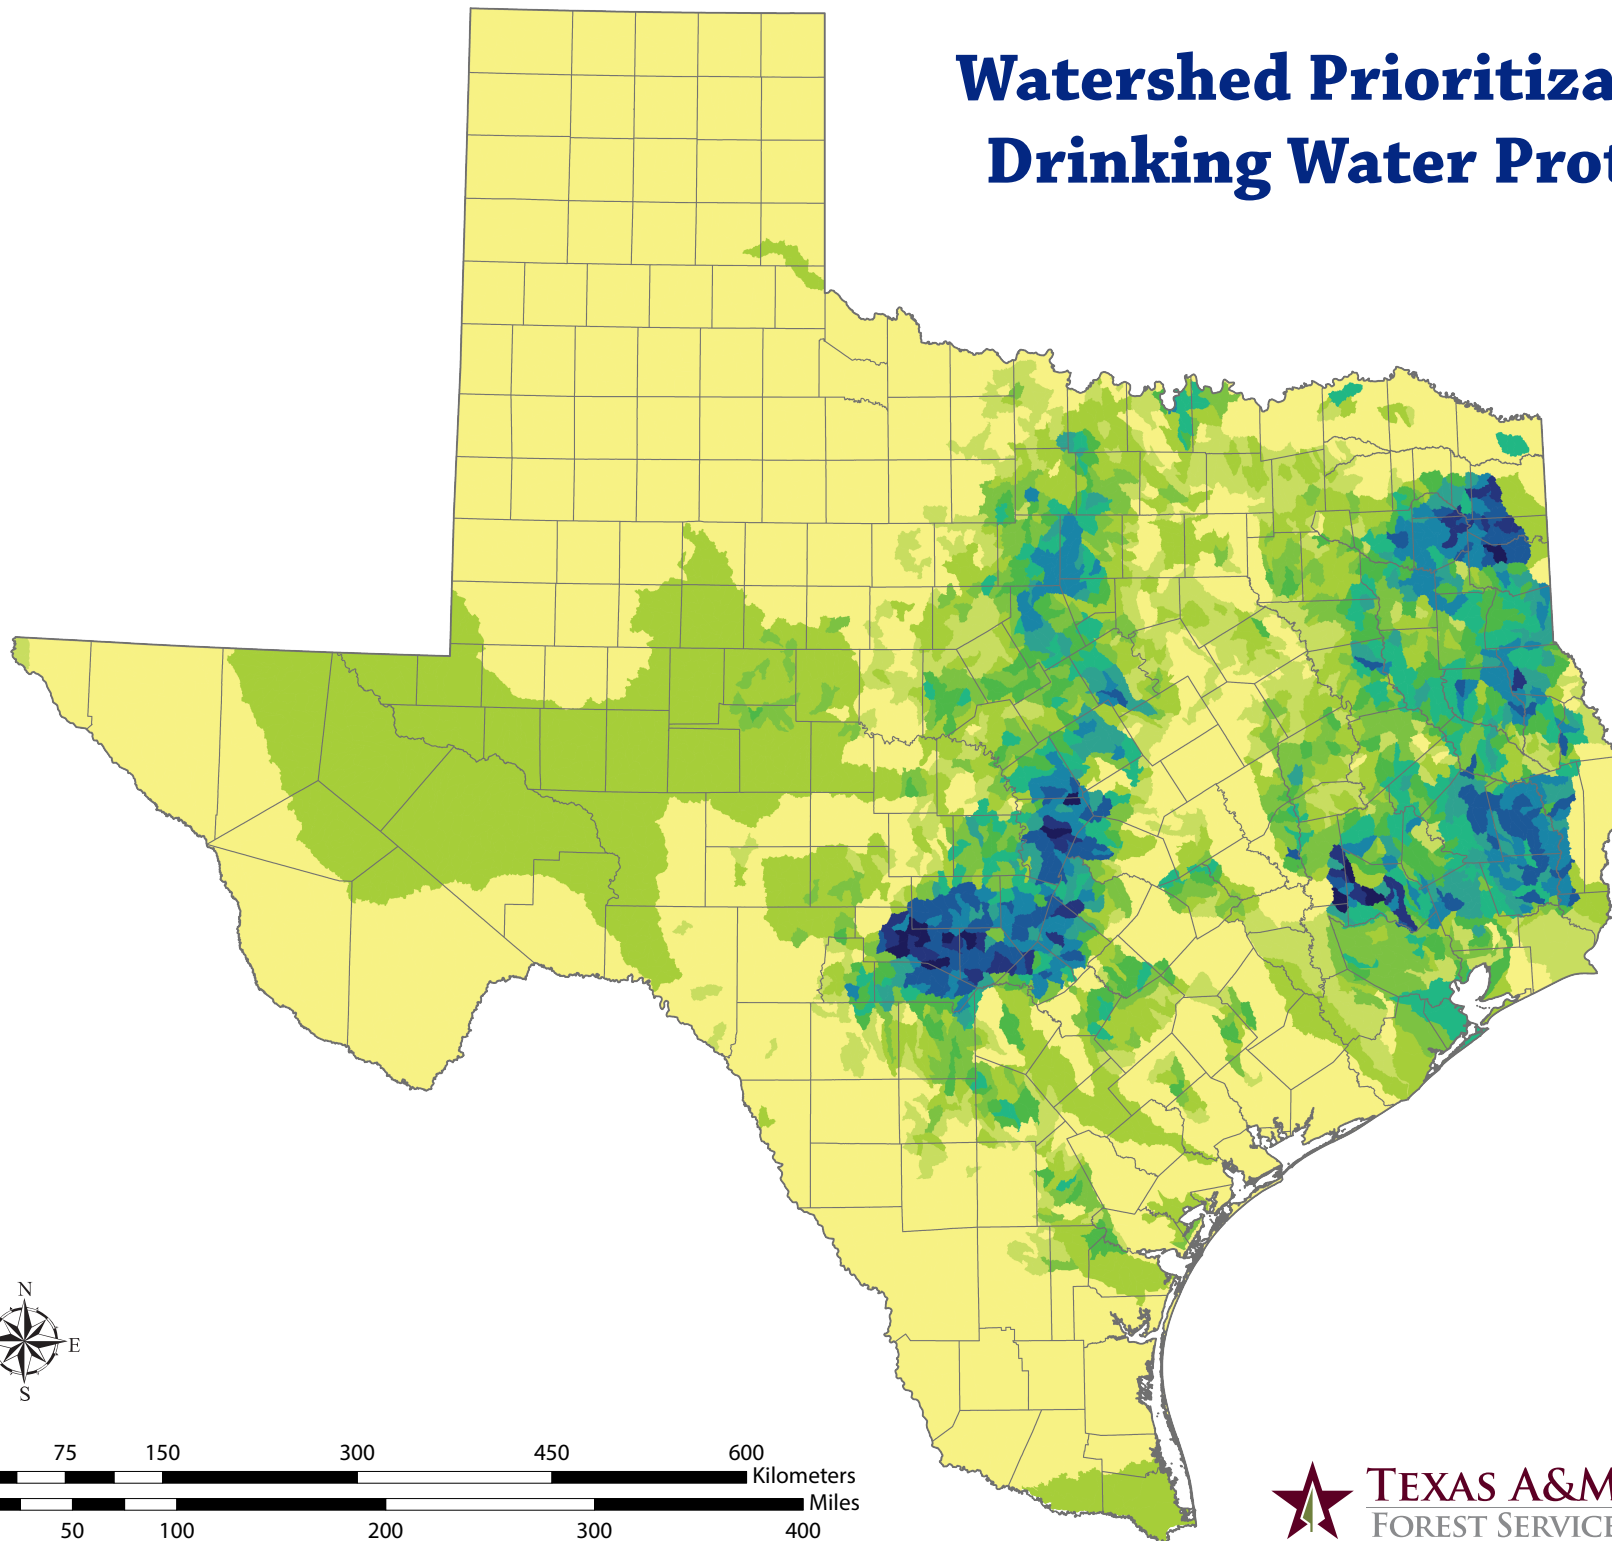 Watershed Prioritiza
Drinking Water Prot
N
E
S
75 150 300 450 600
Kilometers
Miles
50 100 200 300 400
TEXAS A&M
FOREST SERVICE